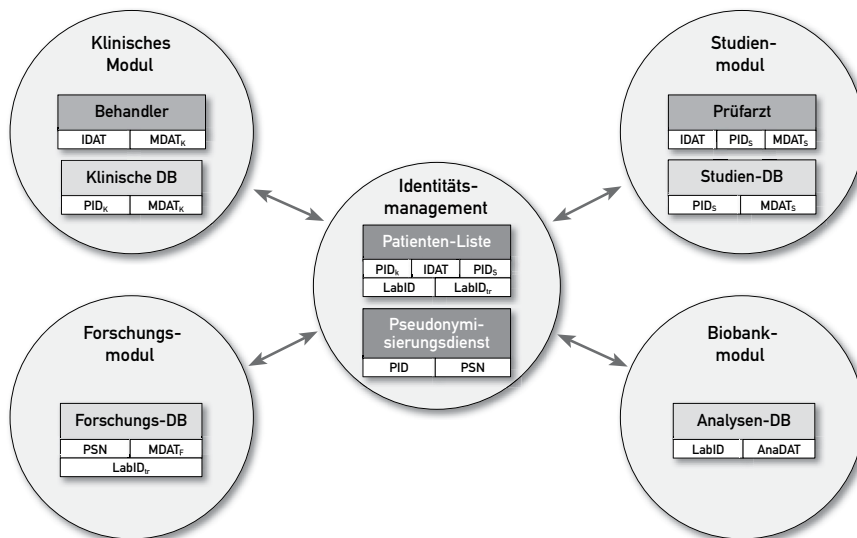 Klinisches
Modul
Behandler
IDAT MDATK
Klinische DB
PIDK MDATK
Studien-
modul
Prüfarzt
IDAT PIDS MDATS
Studien-DB
PIDS MDATS
Identitäts-
management
Patienten-Liste
PIDk IDAT PIDS
LabID LabIDtr
Pseudonymi-
sierungsdienst
PID PSN
Forschungs-
modul
Forschungs-DB
PSN MDATF
LabIDtr
Biobank-
modul
Analysen-DB
LabID AnaDAT